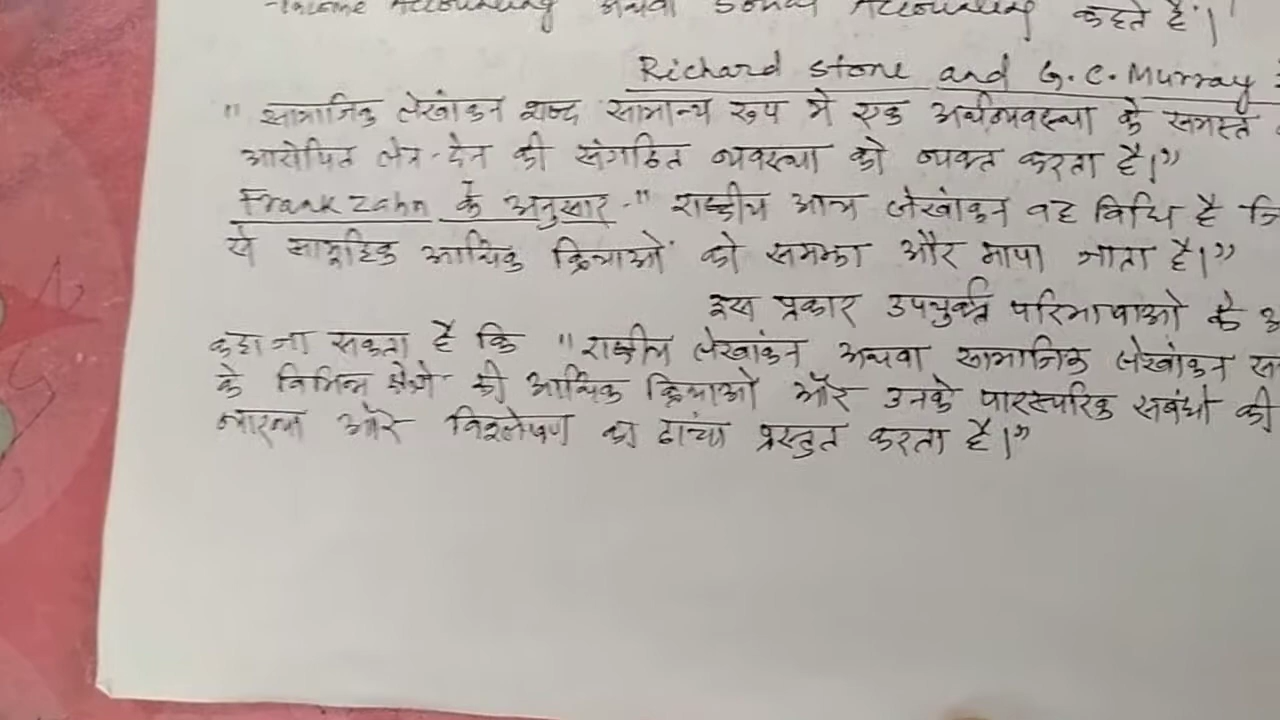 -Income Accounting अथवा Social Accounting कहते है।
Richard Stone and G.C. Murray
" सामाजिक लेखांकन शब्द सामान्य रूप मे एक अर्थव्यवस्था के समस्त
आरोपित लेन-देन की संगठित व्यवस्था को व्यक्त करता है।"
Frank Zahn के अनुसार - " राष्ट्रीय आय लेखांकन वह विधि है
से सामूहिक आर्थिक क्रियाओं को समझा और मापा जाता है।"
इस प्रकार उपर्युक्त परिभाषाओ के
कहा जा सकता है कि "राष्ट्रीय लेखांकन अथवा सामाजिक लेखांकन
के विभिन्न क्षेत्रो की आर्थिक क्रियाओ और उनके पारस्परिक सबंधो की
व्याख्या और विश्लेषण का ढांचा प्रस्तुत करता है।"